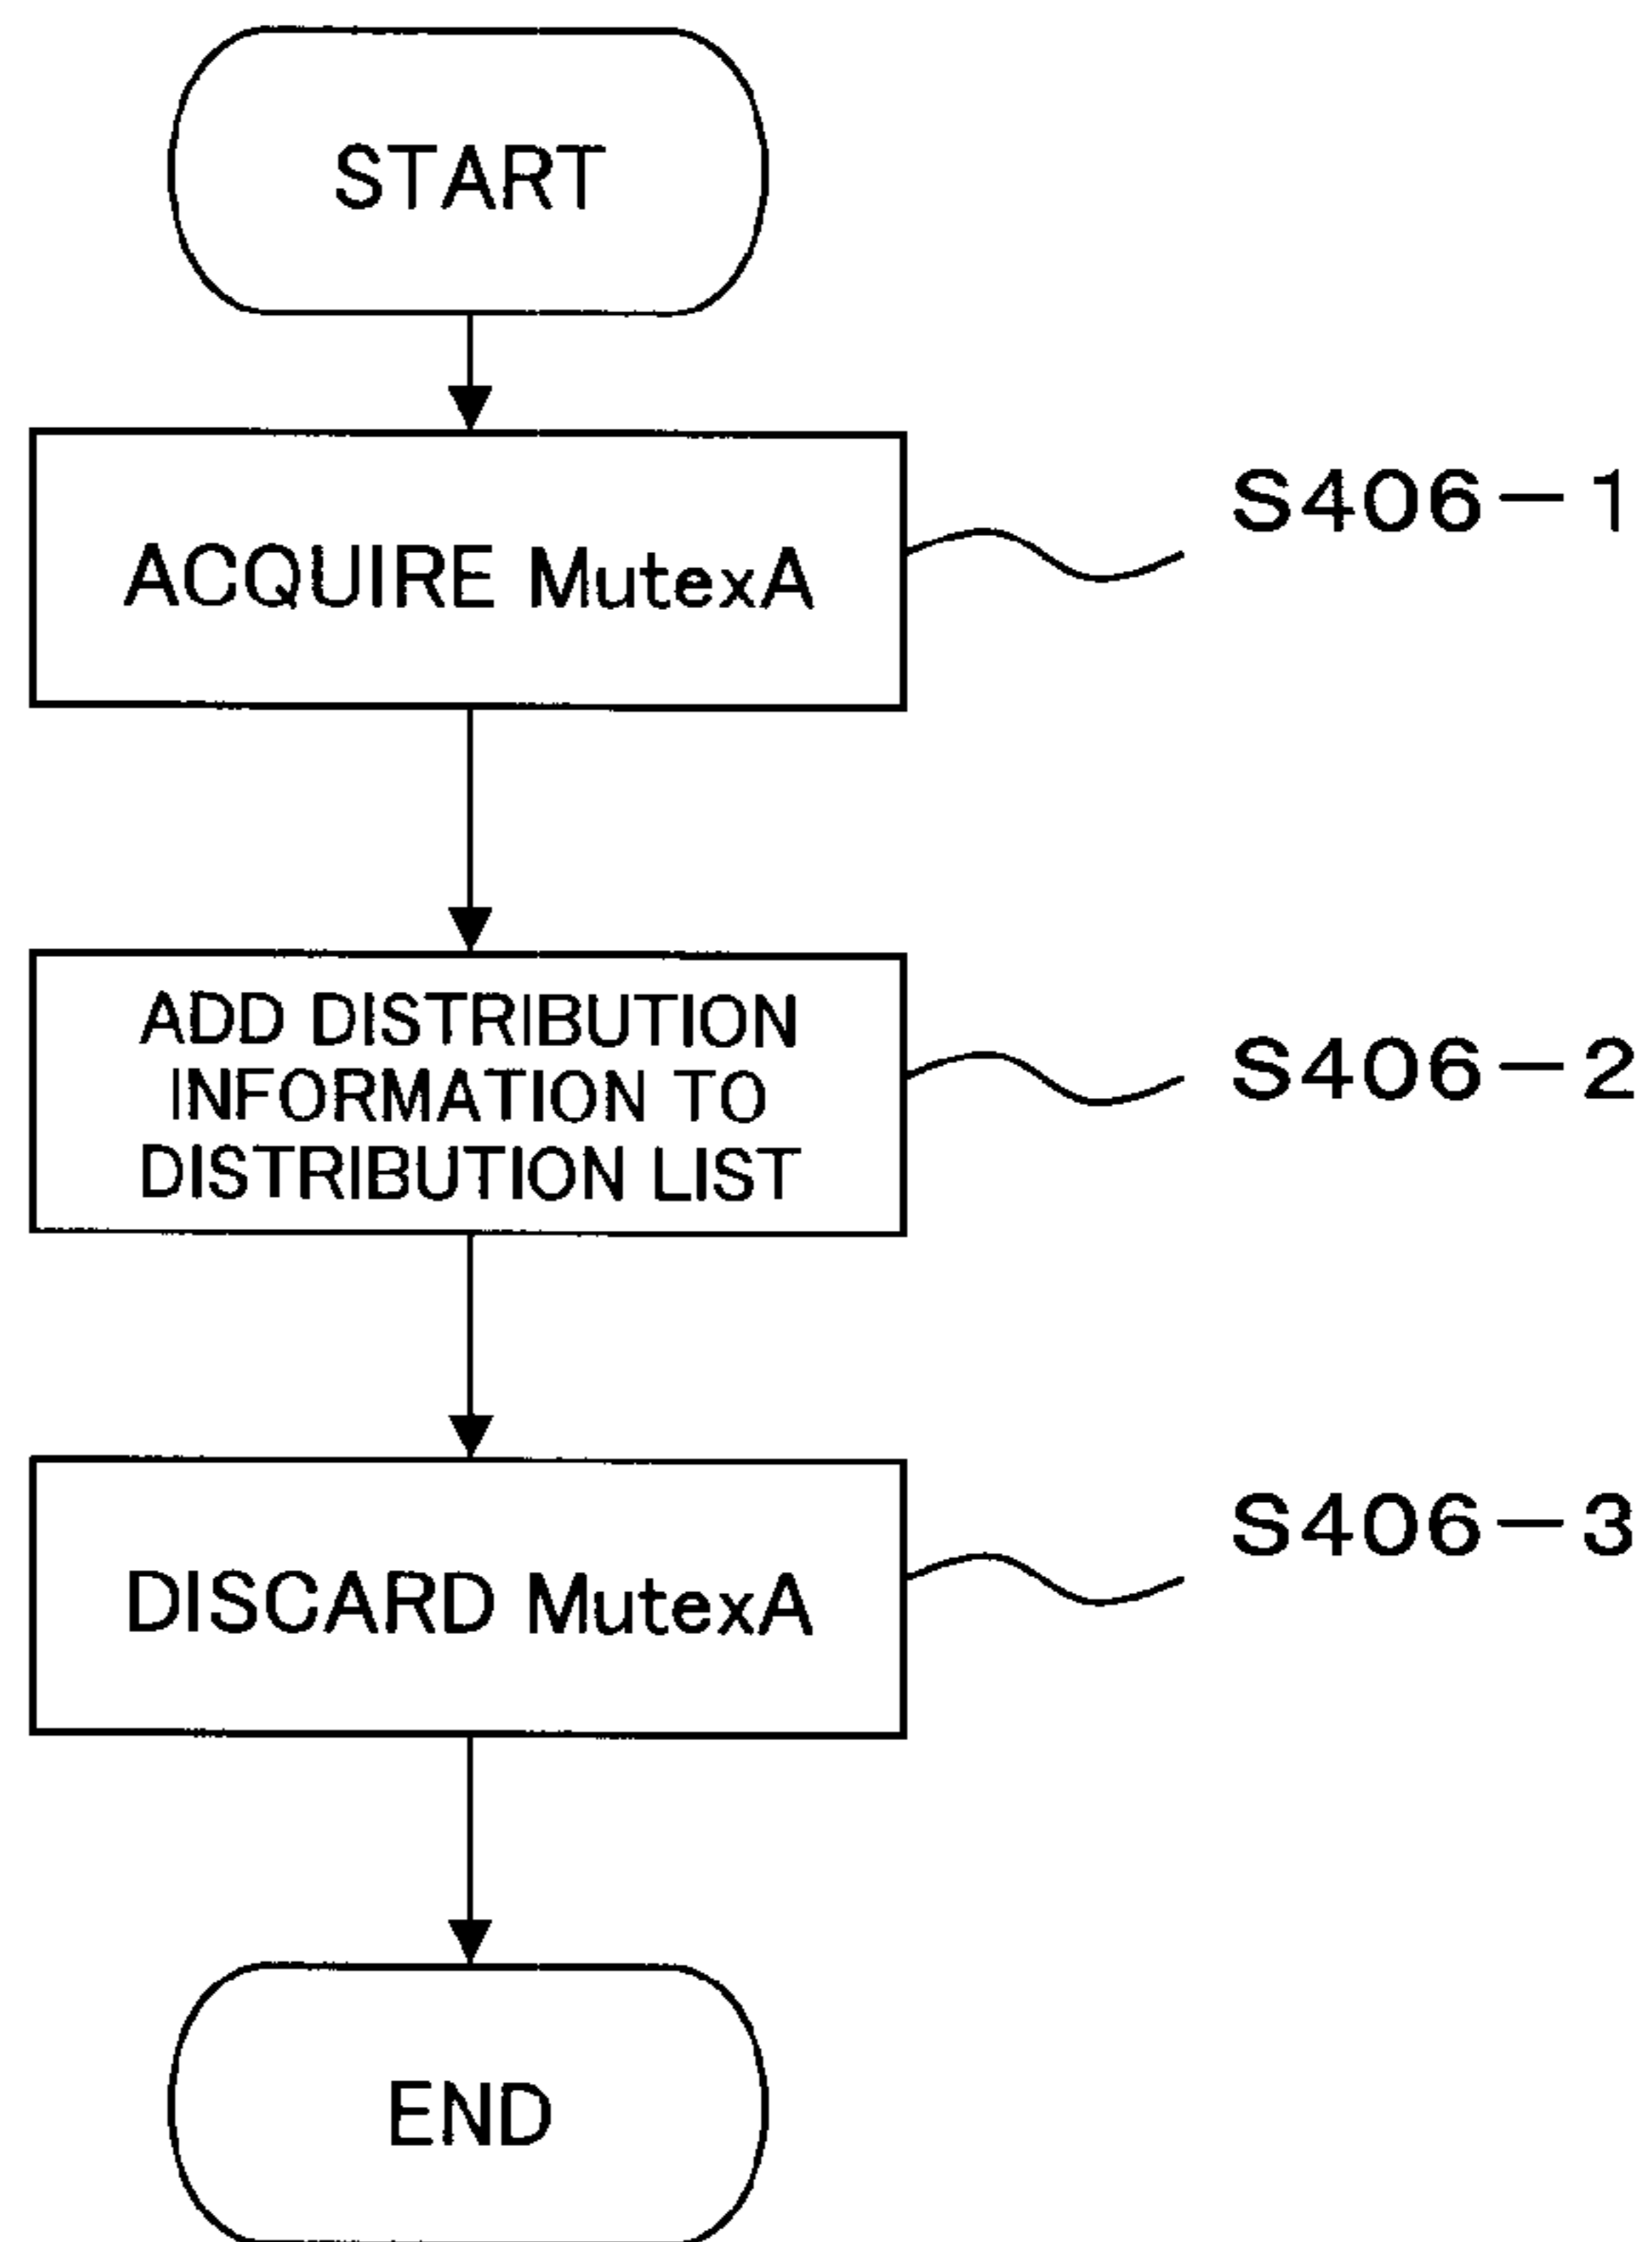 START
ACQUIRE MutexA
S406-1
ADD DISTRIBUTION
INFORMATION TO
DISTRIBUTION LIST
S406-2
DISCARD MutexA
S406-3
END